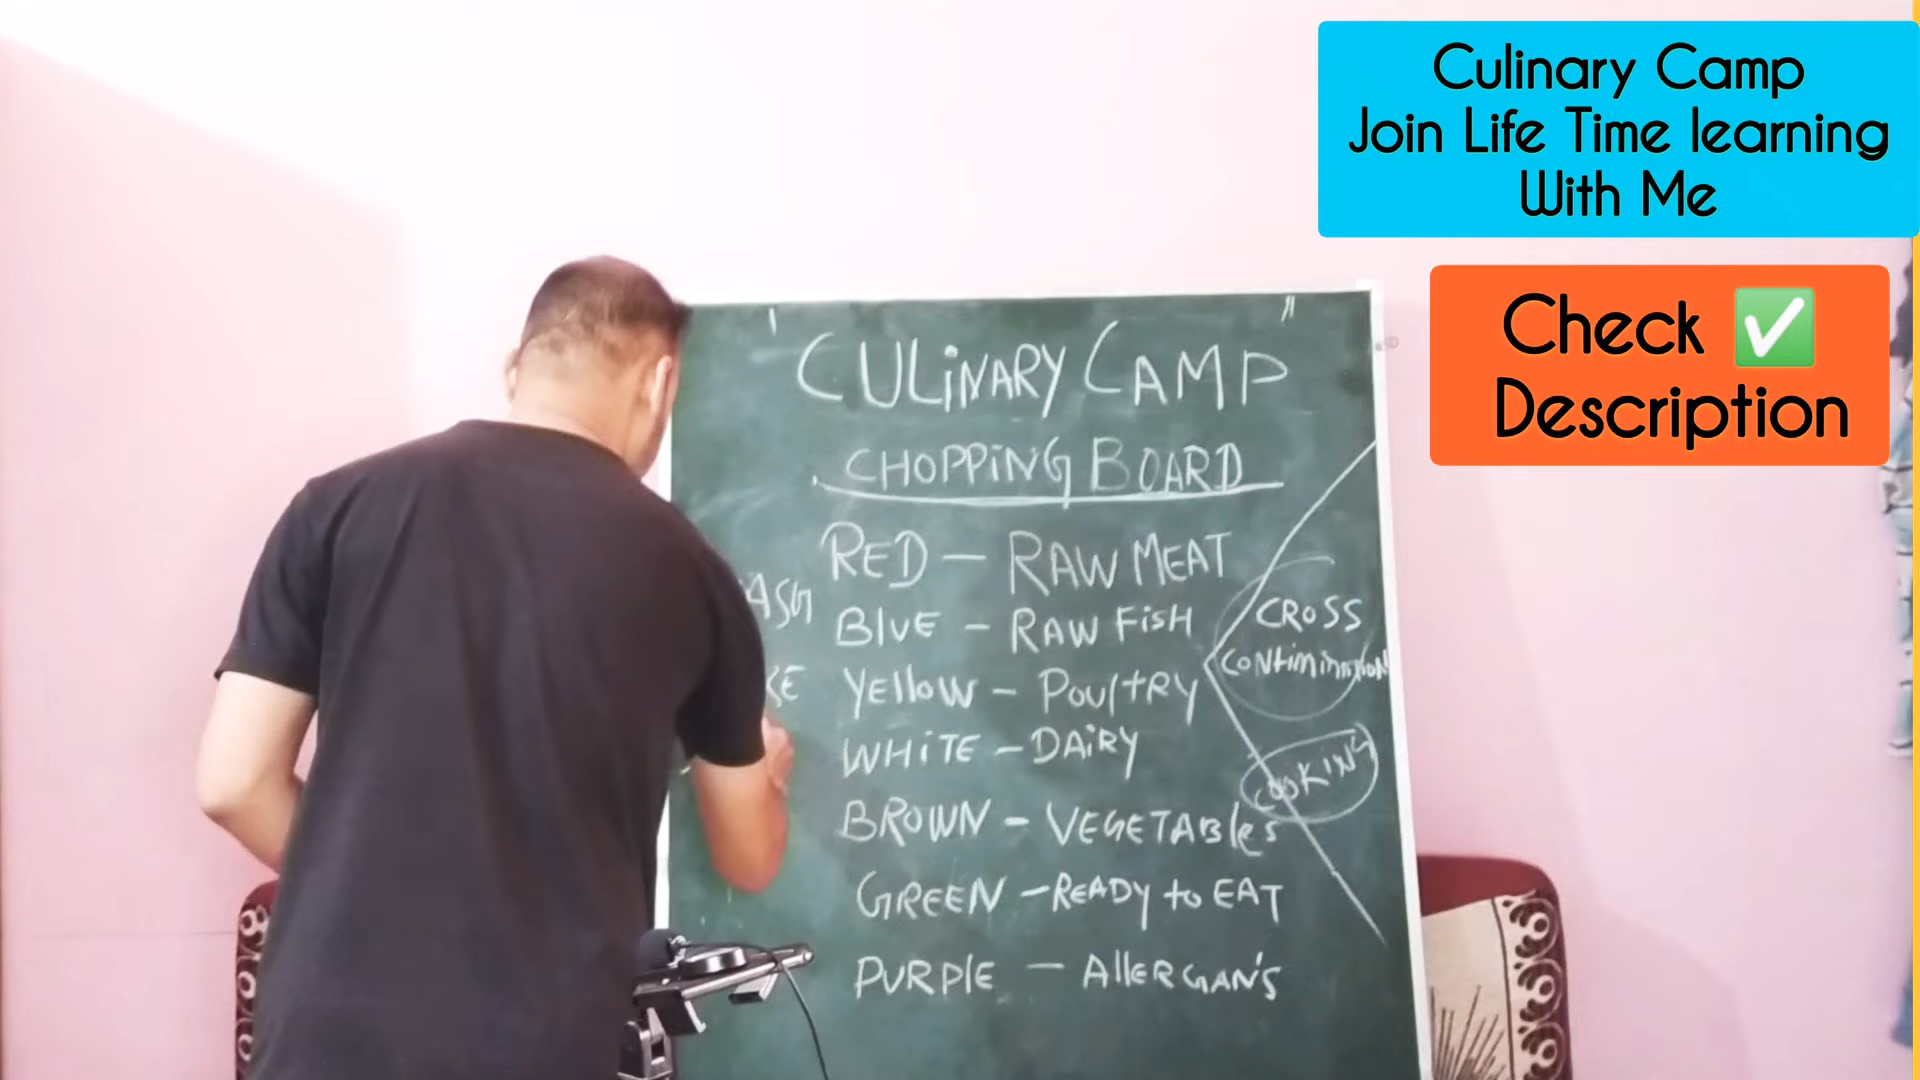 Culinary Camp
Join Life Time learning
With Me
Check ✅
Description
"CULiNARY CAMP"
CHOPPiNG BOARD
RED — RAW MEAT
BlUE — RAW FiSH
YElloW — PoultRY
WHiTE — DAiRY
BROWN — VEGETABles
GREEN — READY to EAT
PURPlE — AllERGAN'S
CROSS
CONtiminAtioN
COOKING